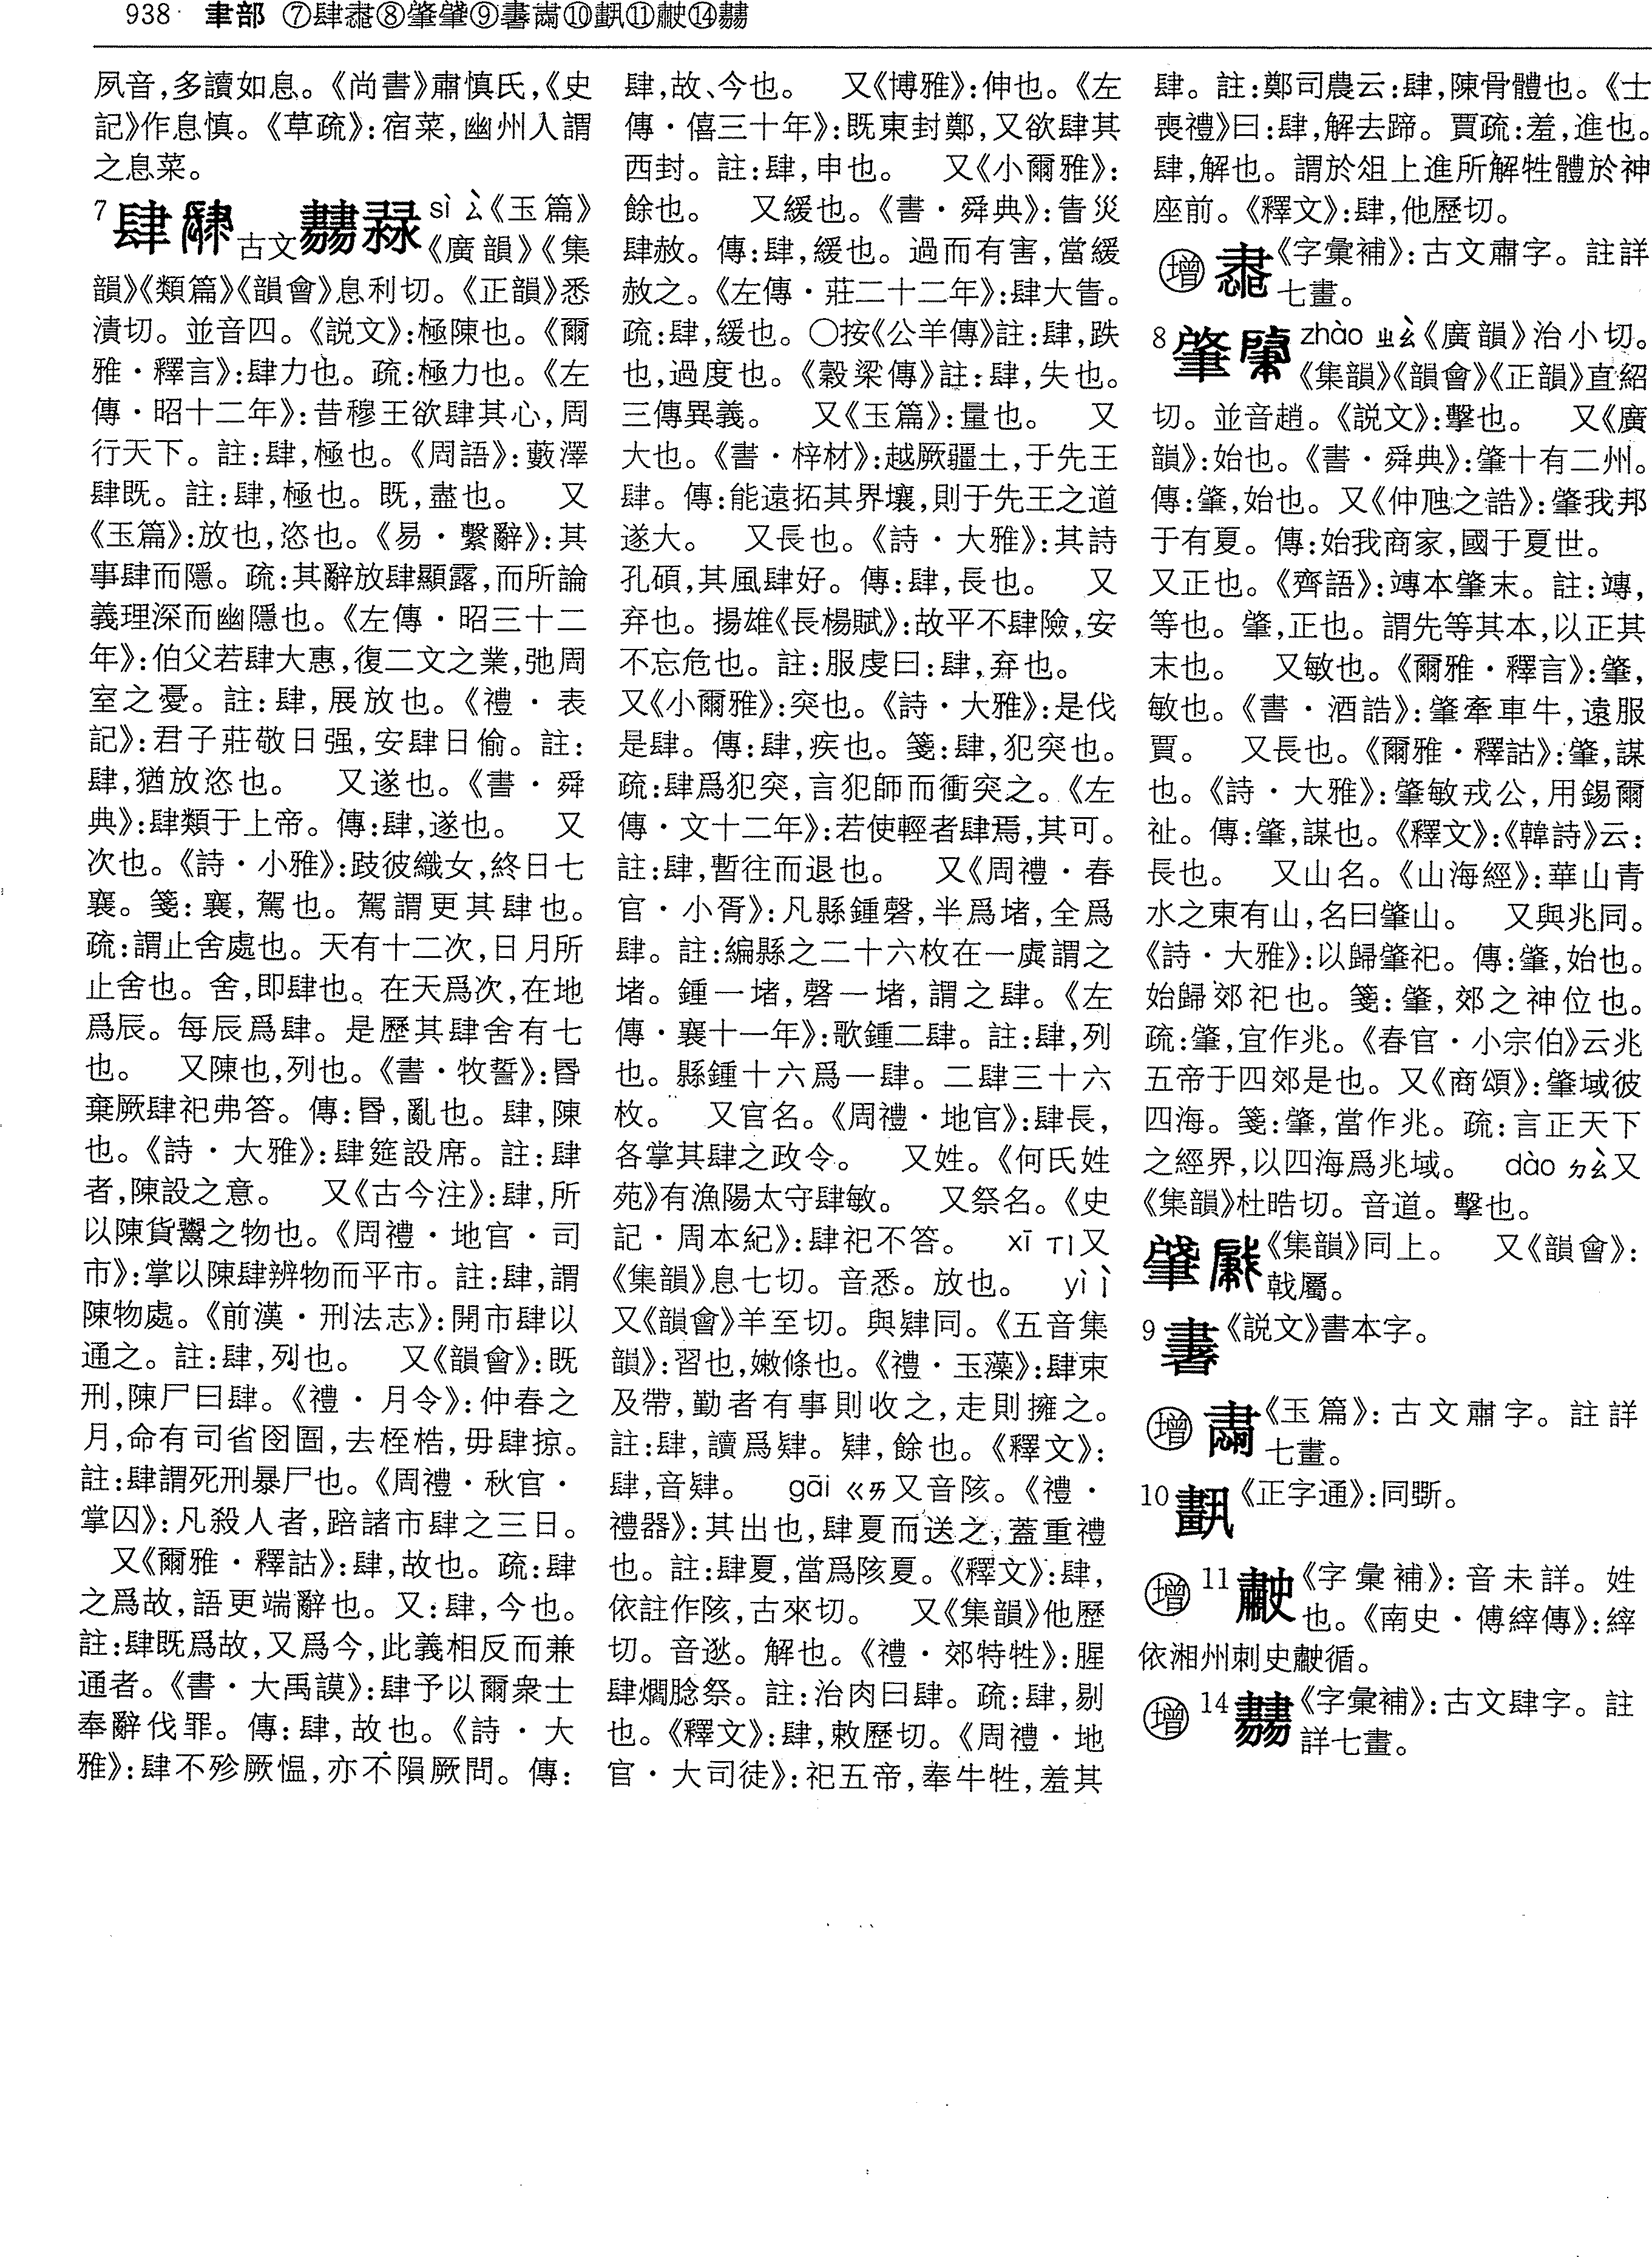 938 聿部 ⑦肆⑧肇肈⑨⑩⑪⑭
夙音,多讀如息。《尚書》肅慎氏,《史
記》作息慎。《草疏》:宿菜,幽州人謂
之息菜。
7 肆 古文 sì ㄙˋ《玉篇》
《廣韻》《集
韻》《類篇》《韻會》息利切。《正韻》悉
漬切。並音四。《説文》:極陳也。《爾
雅·釋言》:肆力也。疏:極力也。《左
傳·昭十二年》:昔穆王欲肆其心,周
行天下。註:肆,極也。《周語》:藪澤
肆既。註:肆,極也。既,盡也。 又
《玉篇》:放也,恣也。《易·繫辭》:其
事肆而隱。疏:其辭放肆顯露,而所論
義理深而幽隱也。《左傳·昭三十二
年》:伯父若肆大惠,復二文之業,弛周
室之憂。註:肆,展放也。《禮·表
記》:君子莊敬日强,安肆日偷。註:
肆,猶放恣也。 又遂也。《書·舜
典》:肆類于上帝。傳:肆,遂也。 又
次也。《詩·小雅》:跂彼織女,終日七
襄。箋:襄,駕也。駕謂更其肆也。
疏:謂止舍處也。天有十二次,日月所
止舍也。舍,即肆也。在天爲次,在地
爲辰。每辰爲肆。是歷其肆舍有七
也。 又陳也,列也。《書·牧誓》:昬
棄厥肆祀弗答。傳:昬,亂也。肆,陳
也。《詩·大雅》:肆筵設席。註:肆
者,陳設之意。 又《古今注》:肆,所
以陳貨鬻之物也。《周禮·地官·司
市》:掌以陳肆辨物而平市。註:肆,謂
陳物處。《前漢·刑法志》:開市肆以
通之。註:肆,列也。 又《韻會》:既
刑,陳尸曰肆。《禮·月令》:仲春之
月,命有司省囹圄,去桎梏,毋肆掠。
註:肆謂死刑暴尸也。《周禮·秋官·
掌囚》:凡殺人者,踣諸市肆之三日。
又《爾雅·釋詁》:肆,故也。疏:肆
之爲故,語更端辭也。又:肆,今也。
註:肆既爲故,又爲今,此義相反而兼
通者。《書·大禹謨》:肆予以爾衆士
奉辭伐罪。傳:肆,故也。《詩·大
雅》:肆不殄厥愠,亦不隕厥問。傳:
肆,故、今也。 又《博雅》:伸也。《左
傳·僖三十年》:既東封鄭,又欲肆其
西封。註:肆,申也。 又《小爾雅》:
餘也。 又緩也。《書·舜典》:眚災
肆赦。傳:肆,緩也。過而有害,當緩
赦之。《左傳·莊二十二年》:肆大眚。
疏:肆,緩也。〇按《公羊傳》註:肆,跌
也,過度也。《穀梁傳》註:肆,失也。
三傳異義。 又《玉篇》:量也。 又
大也。《書·梓材》:越厥疆土,于先王
肆。傳:能遠拓其界壤,則于先王之道
遂大。 又長也。《詩·大雅》:其詩
孔碩,其風肆好。傳:肆,長也。 又
弃也。揚雄《長楊賦》:故平不肆險,安
不忘危也。註:服虔曰:肆,弃也。
又《小爾雅》:突也。《詩·大雅》:是伐
是肆。傳:肆,疾也。箋:肆,犯突也。
疏:肆爲犯突,言犯師而衝突之。《左
傳·文十二年》:若使輕者肆焉,其可。
註:肆,暫往而退也。 又《周禮·春
官·小胥》:凡縣鍾磬,半爲堵,全爲
肆。註:編縣之二十六枚在一虡謂之
堵。鍾一堵,磬一堵,謂之肆。《左
傳·襄十一年》:歌鍾二肆。註:肆,列
也。縣鍾十六爲一肆。二肆三十六
枚。 又官名。《周禮·地官》:肆長,
各掌其肆之政令。 又姓。《何氏姓
苑》有漁陽太守肆敏。 又祭名。《史
記·周本紀》:肆祀不答。 xī ㄒㄧ又
《集韻》息七切。音悉。放也。 yì ㄧˋ
又《韻會》羊至切。與肄同。《五音集
韻》:習也,嫩條也。《禮·玉藻》:肆束
及帶,勤者有事則收之,走則擁之。
註:肆,讀爲肄。肄,餘也。《釋文》:
肆,音肄。 gāi ㄍㄞ又音陔。《禮·
禮器》:其出也,肆夏而送之,蓋重禮
也。註:肆夏,當爲陔夏。《釋文》:肆,
依註作陔,古來切。 又《集韻》他歷
切。音逖。解也。《禮·郊特牲》:腥
肆爓腍祭。註:治肉曰肆。疏:肆,剔
也。《釋文》:肆,敕歷切。《周禮·地
官·大司徒》:祀五帝,奉牛牲,羞其
肆。註:鄭司農云:肆,陳骨體也。《士
喪禮》曰:肆,解去蹄。賈疏:羞,進也。
肆,解也。謂於俎上進所解牲體於神
座前。《釋文》:肆,他歷切。
增 《字彙補》:古文肅字。註詳
七畫。
8 肇 zhào ㄓㄠˋ《廣韻》治小切。
《集韻》《韻會》《正韻》直紹
切。並音趙。《説文》:擊也。 又《廣
韻》:始也。《書·舜典》:肇十有二州。
傳:肇,始也。又《仲虺之誥》:肇我邦
于有夏。傳:始我商家,國于夏世。
又正也。《齊語》:竱本肇末。註:竱,
等也。肇,正也。謂先等其本,以正其
末也。 又敏也。《爾雅·釋言》:肇,
敏也。《書·酒誥》:肇牽車牛,遠服
賈。 又長也。《爾雅·釋詁》:肇,謀
也。《詩·大雅》:肇敏戎公,用錫爾
祉。傳:肇,謀也。《釋文》:《韓詩》云:
長也。 又山名。《山海經》:華山青
水之東有山,名曰肇山。 又與兆同。
《詩·大雅》:以歸肇祀。傳:肇,始也。
始歸郊祀也。箋:肇,郊之神位也。
疏:肇,宜作兆。《春官·小宗伯》云兆
五帝于四郊是也。又《商頌》:肇域彼
四海。箋:肇,當作兆。疏:言正天下
之經界,以四海爲兆域。 dào ㄉㄠˋ又
《集韻》杜晧切。音道。擊也。
肈 《集韻》同上。 又《韻會》:
戟屬。
9 《説文》書本字。
增 《玉篇》:古文肅字。註詳
七畫。
10 《正字通》:同斲。
增 11 《字彙補》:音未詳。姓
也。《南史·傅縡傳》:縡
依湘州刺史循。
增 14 《字彙補》:古文肆字。註
詳七畫。